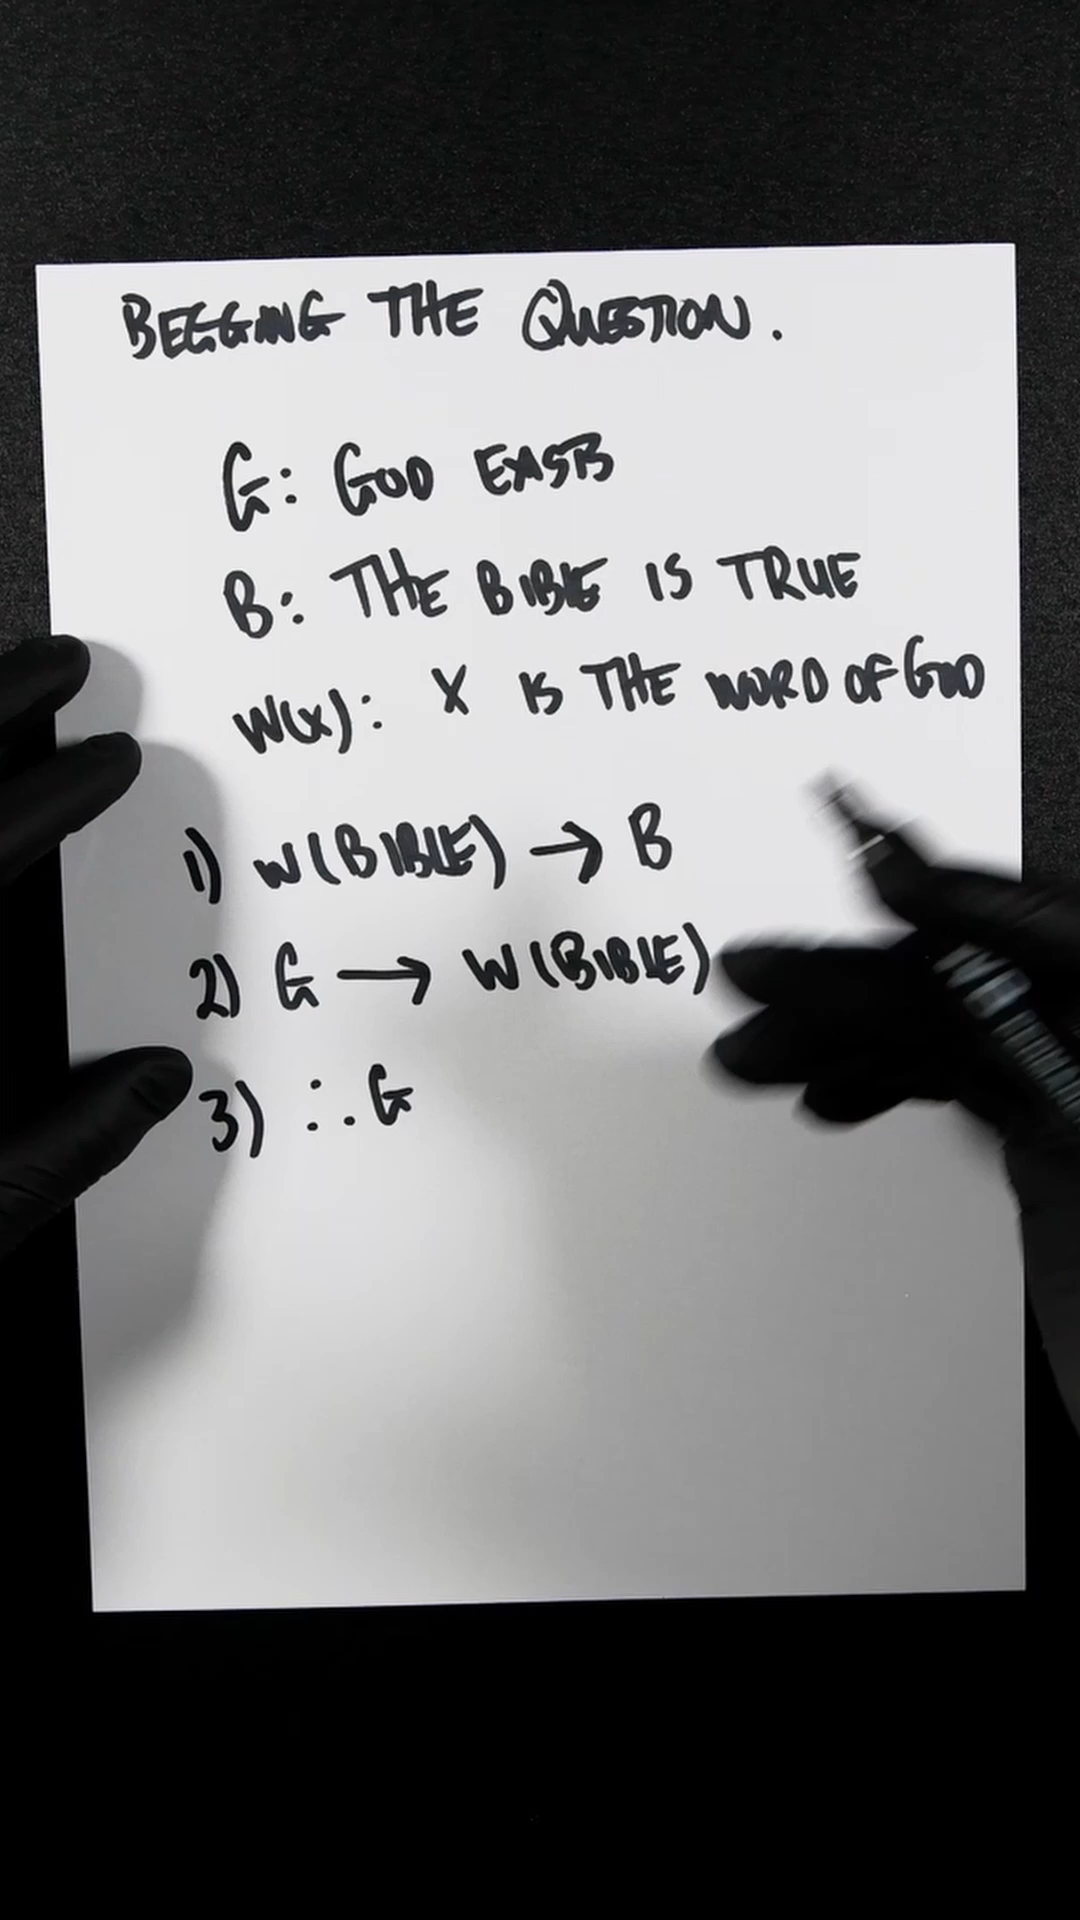 BEGGING THE QUESTION.
G: GOD EXISTS
B: THE BIBLE IS TRUE
W(x): X IS THE WORD OF GOD
1) W(BIBLE) → B
2) G → W(BIBLE)
3) ∴ G